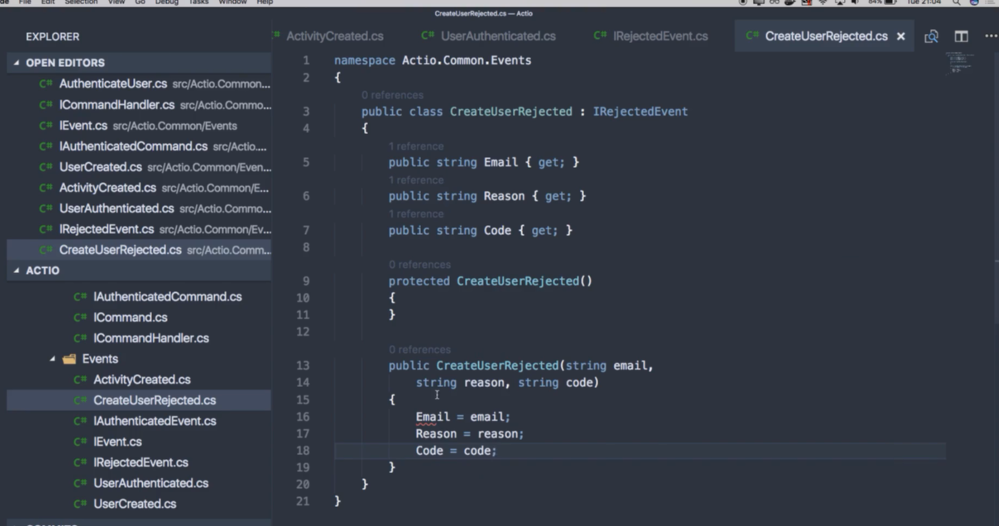 de File Edit Selection View Go Debug Tasks Window Help 84% Tue 21:04
CreateUserRejected.cs — Actio
EXPLORER
ActivityCreated.cs UserAuthenticated.cs IRejectedEvent.cs CreateUserRejected.cs
OPEN EDITORS
AuthenticateUser.cs src/Actio.Common...
ICommandHandler.cs src/Actio.Commo...
IEvent.cs src/Actio.Common/Events
IAuthenticatedCommand.cs src/Actio....
UserCreated.cs src/Actio.Common/Even...
ActivityCreated.cs src/Actio.Common/E...
UserAuthenticated.cs src/Actio.Commo...
IRejectedEvent.cs src/Actio.Common/Ev...
CreateUserRejected.cs src/Actio.Comm...
ACTIO
IAuthenticatedCommand.cs
ICommand.cs
ICommandHandler.cs
Events
ActivityCreated.cs
CreateUserRejected.cs
IAuthenticatedEvent.cs
IEvent.cs
IRejectedEvent.cs
UserAuthenticated.cs
UserCreated.cs
1 namespace Actio.Common.Events
2 {
0 references
3 public class CreateUserRejected : IRejectedEvent
4 {
1 reference
5 public string Email { get; }
1 reference
6 public string Reason { get; }
1 reference
7 public string Code { get; }
8
0 references
9 protected CreateUserRejected()
10 {
11 }
12
0 references
13 public CreateUserRejected(string email,
14 string reason, string code)
15 {
16 Email = email;
17 Reason = reason;
18 Code = code;
19 }
20 }
21 }